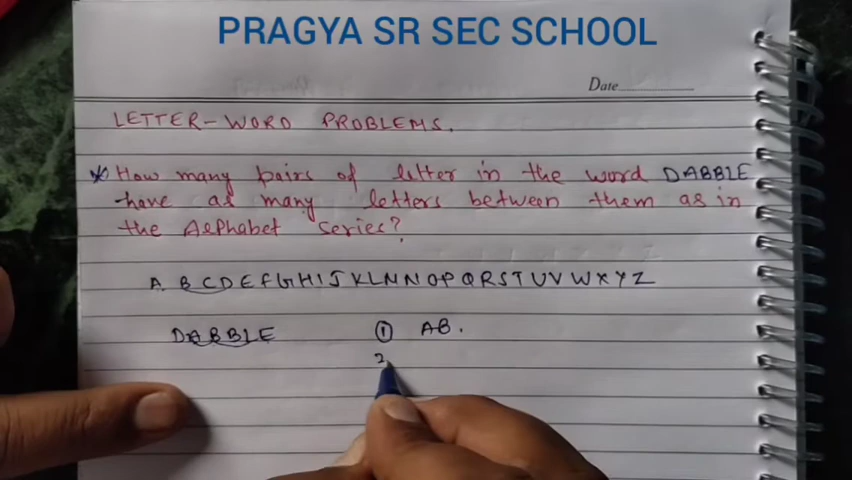 PRAGYA SR SEC SCHOOL
Date
LETTER-WORD PROBLEMS.
* How many pairs of letter in the word DABBLE
have as many letters between them as in
the Alphabet series?
A B C D E F G H I J K L M N O P Q R S T U V W X Y Z
DABBLE
① AB.
2